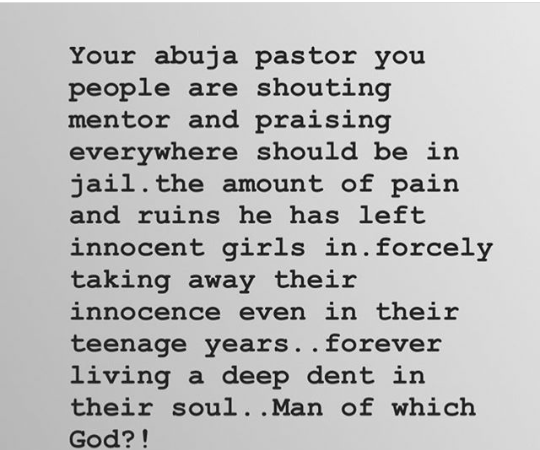 Your abuja pastor you
people are shouting
mentor and praising
everywhere should be in
jail.the amount of pain
and ruins he has left
innocent girls in.forcely
taking away their
innocence even in their
teenage years..forever
living a deep dent in
their soul..Man of which
God?!